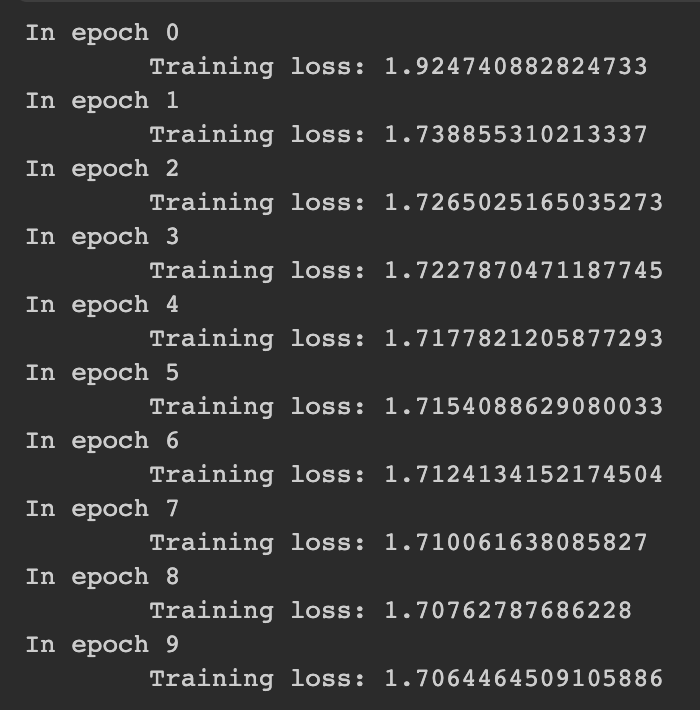 In epoch 0
Training loss: 1.924740882824733
In epoch 1
Training loss: 1.738855310213337
In epoch 2
Training loss: 1.7265025165035273
In epoch 3
Training loss: 1.7227870471187745
In epoch 4
Training loss: 1.7177821205877293
In epoch 5
Training loss: 1.7154088629080033
In epoch 6
Training loss: 1.7124134152174504
In epoch 7
Training loss: 1.710061638085827
In epoch 8
Training loss: 1.70762787686228
In epoch 9
Training loss: 1.7064464509105886